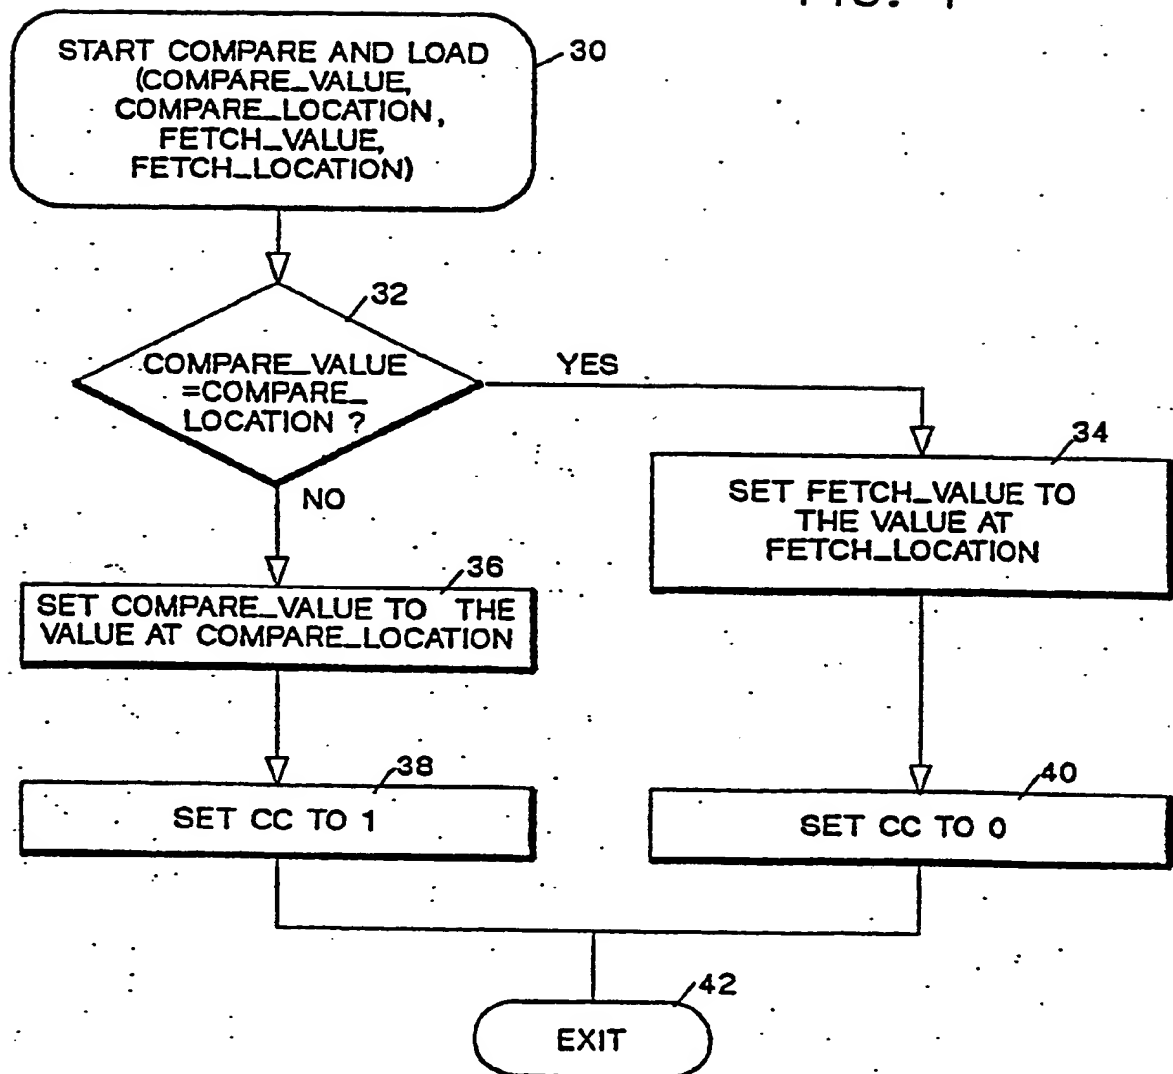 START COMPARE AND LOAD
(COMPARE_VALUE,
COMPARE_LOCATION,
FETCH_VALUE,
FETCH_LOCATION)
30
32
COMPARE_VALUE
=COMPARE_
LOCATION ?
YES
NO
34
SET FETCH_VALUE TO
THE VALUE AT
FETCH_LOCATION
36
SET COMPARE_VALUE TO THE
VALUE AT COMPARE_LOCATION
38
SET CC TO 1
40
SET CC TO 0
42
EXIT